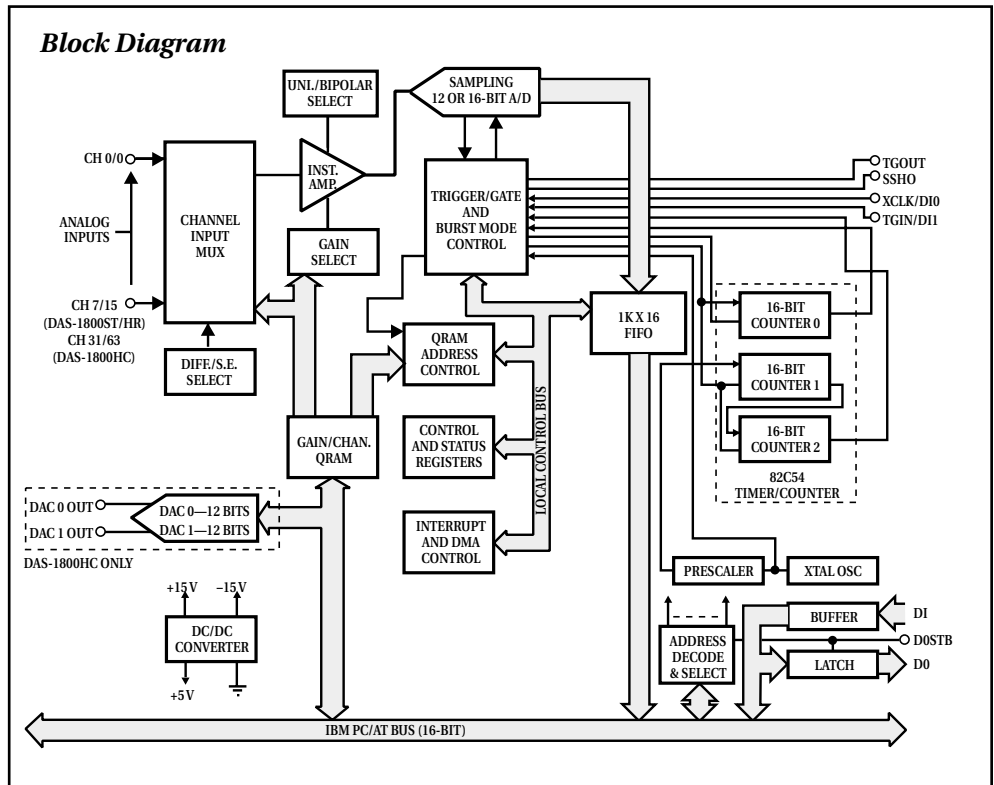 Block Diagram
UNI./BIPOLAR
SELECT
SAMPLING
12 OR 16-BIT A/D
CH 0/0
ANALOG
INPUTS
CH 7/15
(DAS-1800ST/HR)
CH 31/63
(DAS-1800HC)
CHANNEL
INPUT
MUX
INST.
AMP.
GAIN
SELECT
DIFF./S.E.
SELECT
TRIGGER/GATE
AND
BURST MODE
CONTROL
TGOUT
SSHO
XCLK/DI0
TGIN/DI1
1K X 16
FIFO
16-BIT
COUNTER 0
16-BIT
COUNTER 1
16-BIT
COUNTER 2
82C54
TIMER/COUNTER
QRAM
ADDRESS
CONTROL
GAIN/CHAN.
QRAM
CONTROL
AND STATUS
REGISTERS
LOCAL CONTROL BUS
INTERRUPT
AND DMA
CONTROL
DAC 0 OUT
DAC 1 OUT
DAC 0—12 BITS
DAC 1—12 BITS
DAS-1800HC ONLY
+15V
−15V
DC/DC
CONVERTER
+5V
PRESCALER
XTAL OSC
ADDRESS
DECODE
& SELECT
BUFFER
DI
D0STB
LATCH
D0
IBM PC/AT BUS (16-BIT)